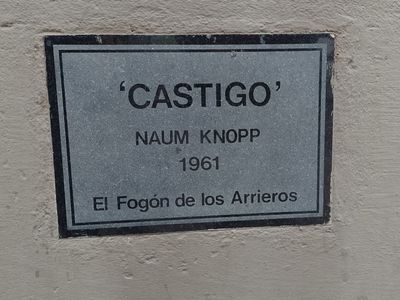 'CASTIGO'
NAUM KNOPP
1961
El Fogón de los Arrieros